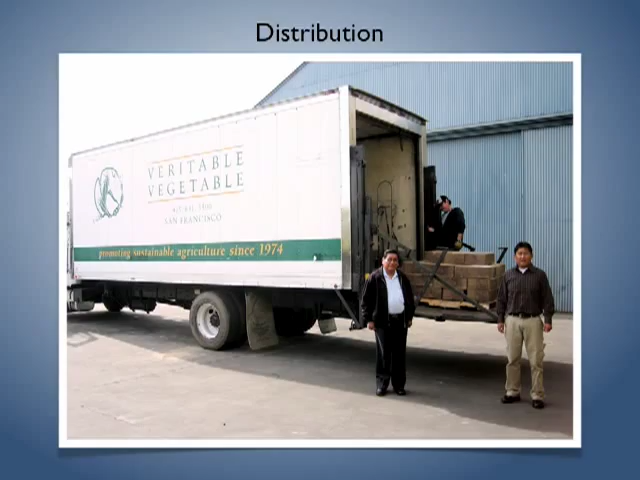 Distribution
VERITABLE
VEGETABLE
SAN FRANCISCO
promoting sustainable agriculture since 1974